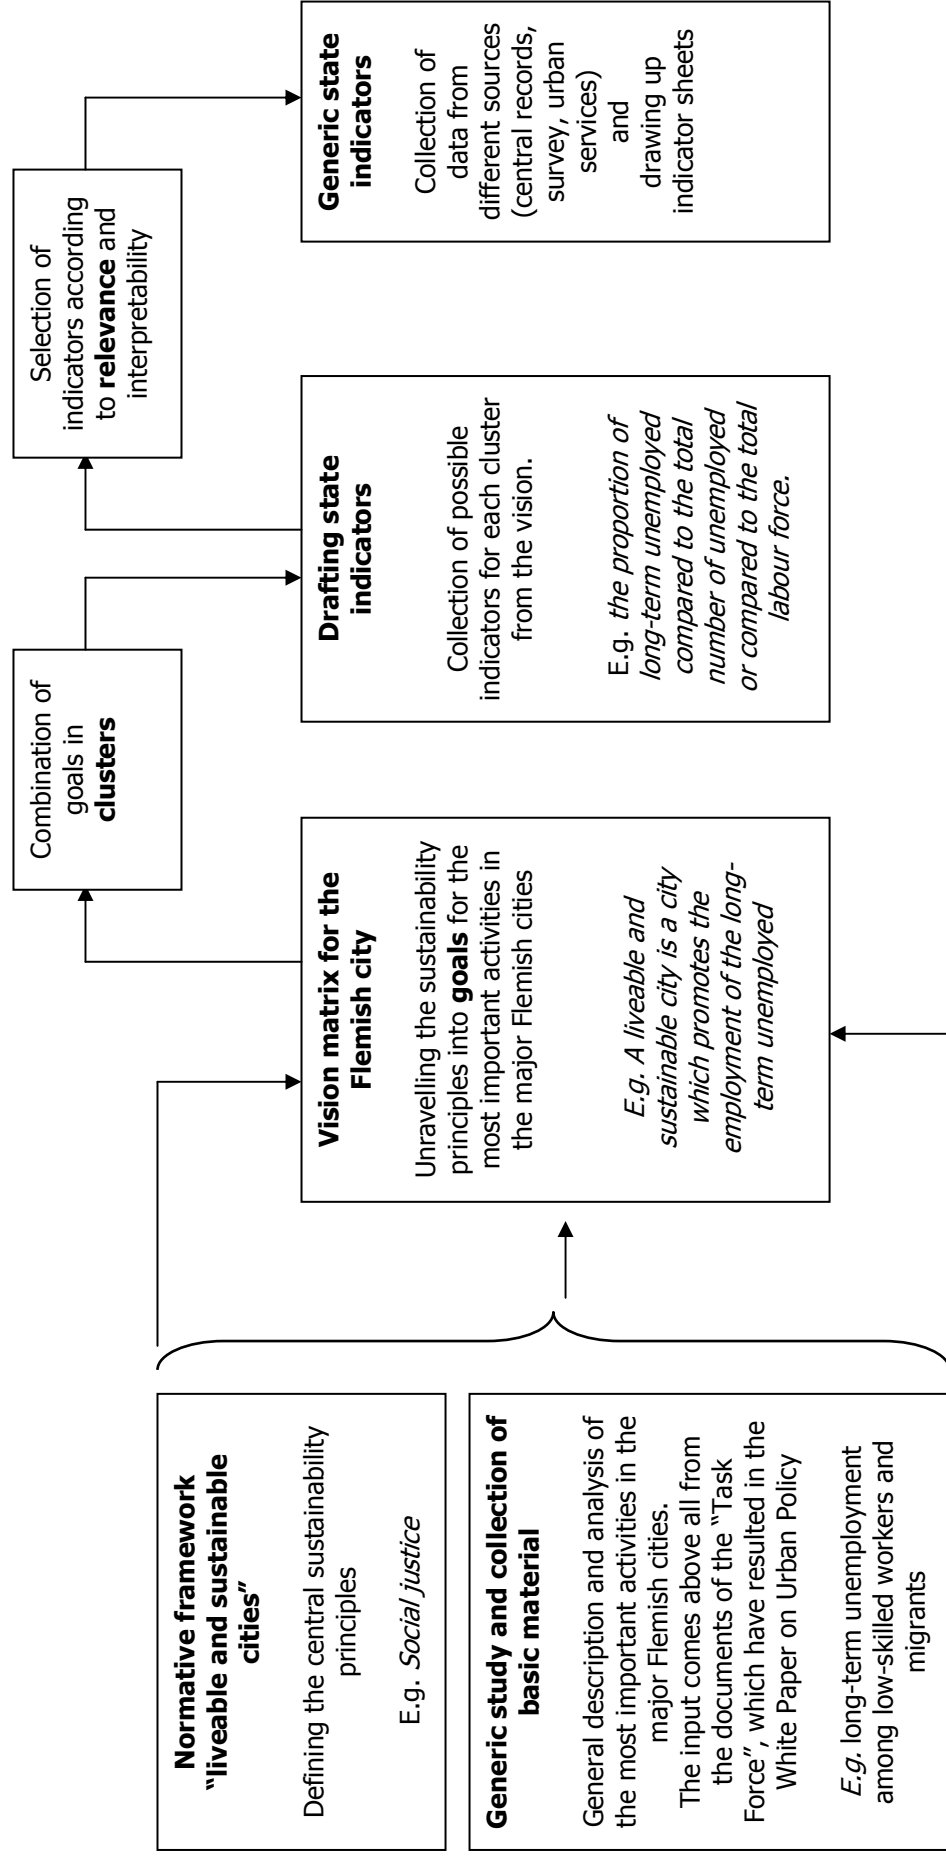 Normative framework
"liveable and sustainable
cities"
Defining the central sustainability
principles
E.g. Social justice
Generic study and collection of
basic material
General description and analysis of
the most important activities in the
major Flemish cities.
The input comes above all from
the documents of the "Task
Force", which have resulted in the
White Paper on Urban Policy
E.g. long-term unemployment
among low-skilled workers and
migrants
Vision matrix for the
Flemish city
Unravelling the sustainability
principles into goals for the
most important activities in
the major Flemish cities
E.g. A liveable and
sustainable city is a city
which promotes the
employment of the long-
term unemployed
Combination of
goals in
clusters
Drafting state
indicators
Collection of possible
indicators for each cluster
from the vision.
E.g. the proportion of
long-term unemployed
compared to the total
number of unemployed
or compared to the total
labour force.
Selection of
indicators according
to relevance and
interpretability
Generic state
indicators
Collection of
data from
different sources
(central records,
survey, urban
services)
and
drawing up
indicator sheets